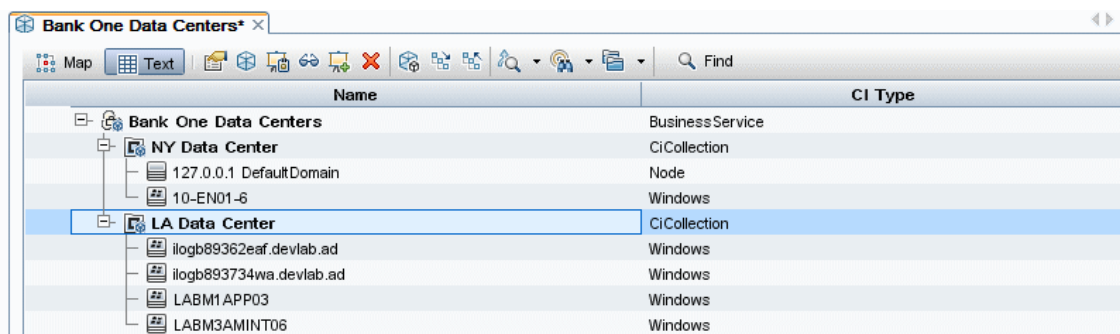 Bank One Data Centers*
Map Text Find
Name CI Type
Bank One Data Centers BusinessService
NY Data Center CiCollection
127.0.0.1 DefaultDomain Node
10-EN01-6 Windows
LA Data Center CiCollection
ilogb89362eaf.devlab.ad Windows
ilogb893734wa.devlab.ad Windows
LABM1APP03 Windows
LABM3AMINT06 Windows